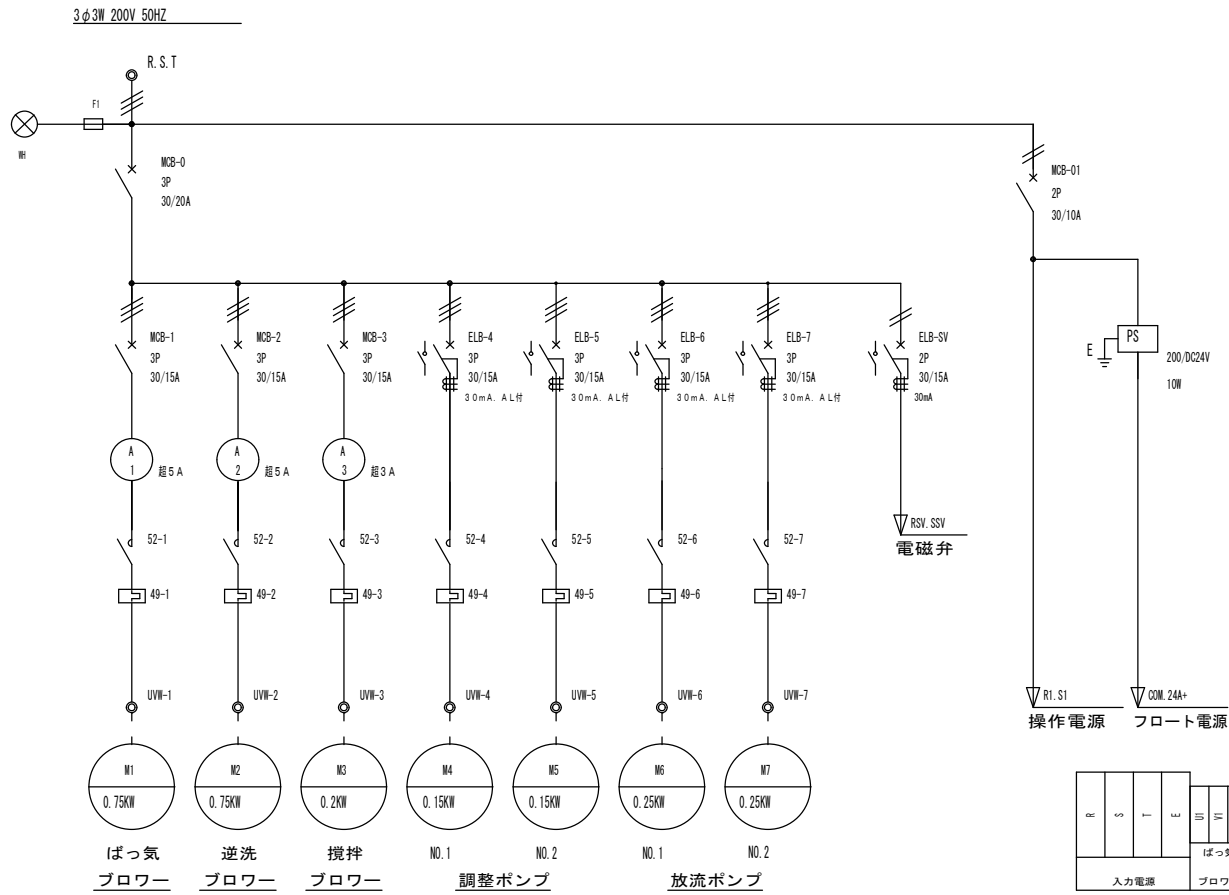 3φ3W 200V 50HZ
R.S.T
F1
WH
MCB-0
3P
30/20A
MCB-01
2P
30/10A
MCB-1
3P
30/15A
MCB-2
3P
30/15A
MCB-3
3P
30/15A
ELB-4
3P
30/15A
30mA. AL付
ELB-5
3P
30/15A
30mA. AL付
ELB-6
3P
30/15A
30mA. AL付
ELB-7
3P
30/15A
30mA. AL付
ELB-SV
2P
30/15A
30mA
E
PS
200/DC24V
10W
A
1
超5A
A
2
超5A
A
3
超3A
RSV.SSV
電磁弁
52-1
52-2
52-3
52-4
52-5
52-6
52-7
49-1
49-2
49-3
49-4
49-5
49-6
49-7
UVW-1
UVW-2
UVW-3
UVW-4
UVW-5
UVW-6
UVW-7
R1.S1
操作電源
COM.24A+
フロート電源
M1
0.75KW
M2
0.75KW
M3
0.2KW
M4
0.15KW
M5
0.15KW
M6
0.25KW
M7
0.25KW
ばっ気
ブロワー
逆洗
ブロワー
撹拌
ブロワー
NO.1
NO.2
調整ポンプ
NO.1
NO.2
放流ポンプ
R
S
T
E
U1
V1
入力電源
ばっ気
ブロワ